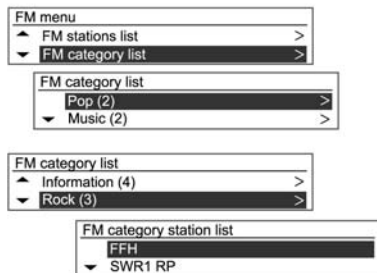 FM menu
FM stations list >
FM category list >
FM category list
Pop (2) >
Music (2) >
FM category list
Information (4) >
Rock (3) >
FM category station list
FFH
SWR1 RP